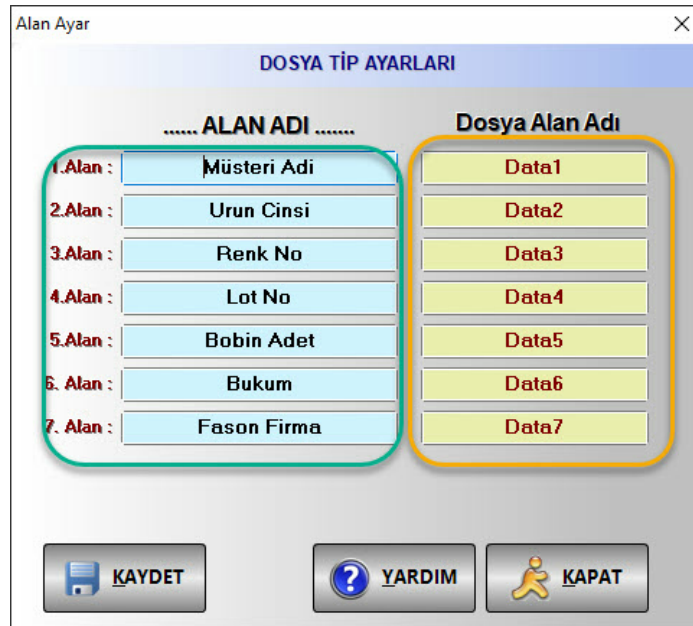 Alan Ayar
DOSYA TİP AYARLARI
...... ALAN ADI ....... Dosya Alan Adı
1.Alan : Müsteri Adi Data1
2.Alan : Urun Cinsi Data2
3.Alan : Renk No Data3
4.Alan : Lot No Data4
5.Alan : Bobin Adet Data5
6. Alan : Bukum Data6
7. Alan : Fason Firma Data7
KAYDET YARDIM KAPAT